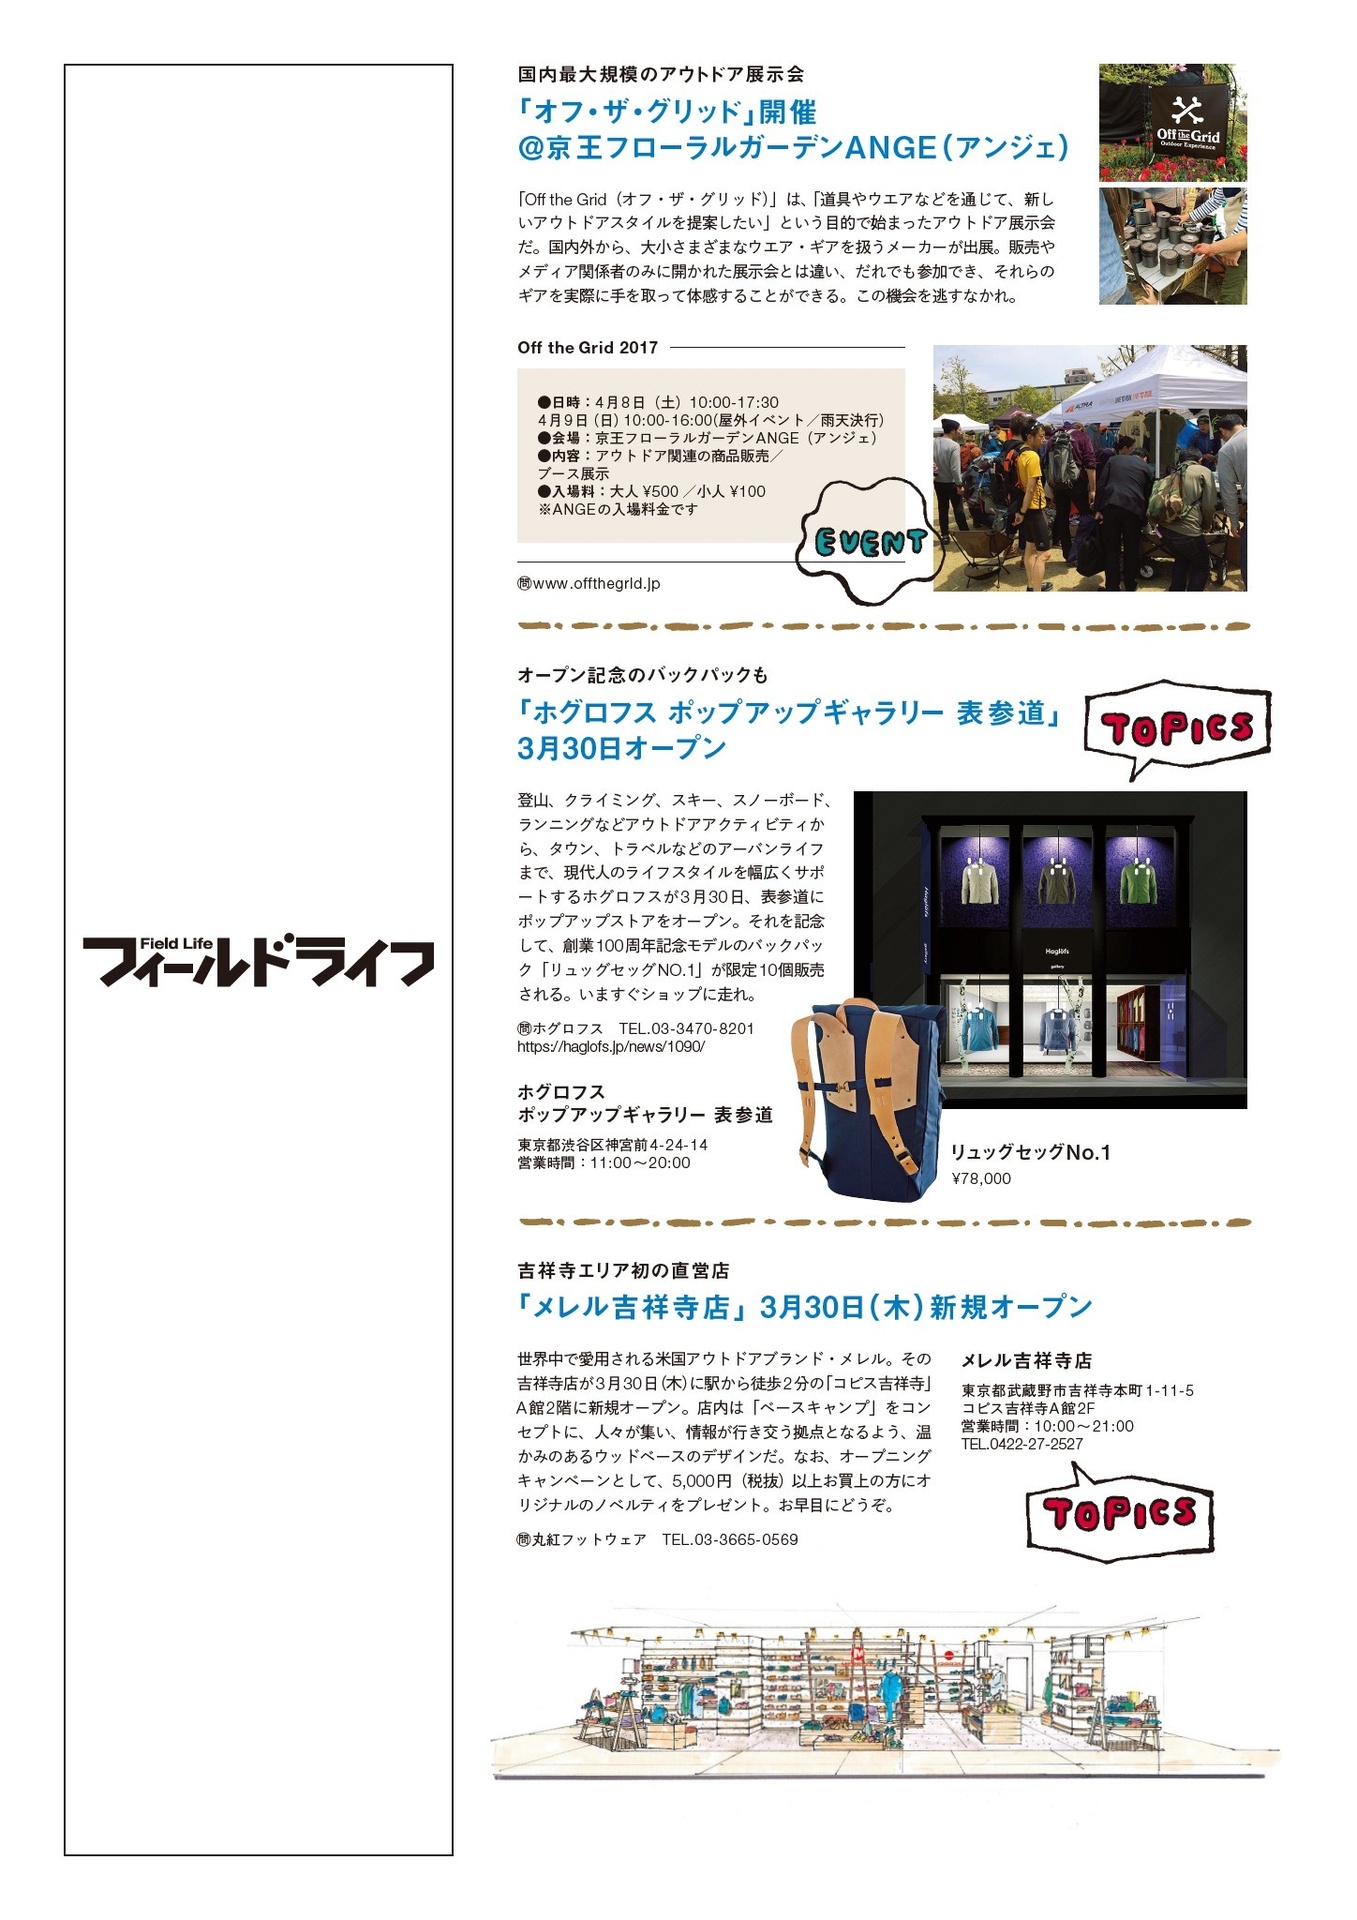 国内最大規模のアウトドア展示会
「オフ・ザ・グリッド」開催
@京王フローラルガーデンANGE（アンジェ）
Off the Grid
Outdoor Experience
「Off the Grid（オフ・ザ・グリッド）」は、「道具やウエアなどを通じて、新し
いアウトドアスタイルを提案したい」という目的で始まったアウトドア展示会
だ。国内外から、大小さまざまなウエア・ギアを扱うメーカーが出展。販売や
メディア関係者のみに開かれた展示会とは違い、だれでも参加でき、それらの
ギアを実際に手を取って体感することができる。この機会を逃すなかれ。
Off the Grid 2017
●日時：4月8日（土）10:00-17:30
4月9日（日）10:00-16:00（屋外イベント／雨天決行）
●会場：京王フローラルガーデンANGE（アンジェ）
●内容：アウトドア関連の商品販売／
ブース展示
●入場料：大人 ¥500 ／小人 ¥100
※ANGEの入場料金です
EVENT
ALTRA
㉄www.offthegrId.jp
オープン記念のバックパックも
「ホグロフス ポップアップギャラリー 表参道」
3月30日オープン
TOPICS
登山、クライミング、スキー、スノーボード、
ランニングなどアウトドアアクティビティか
ら、タウン、トラベルなどのアーバンライフ
まで、現代人のライフスタイルを幅広くサポ
ートするホグロフスが3月30日、表参道に
ポップアップストアをオープン。それを記念
して、創業100周年記念モデルのバックパッ
ク「リュッグセッグNO.1」が限定10個販売
される。いますぐショップに走れ。
Haglöfs
gallery
Haglöfs
gallery
Field Life
フィールドライフ
㉄ホグロフス　TEL.03-3470-8201
https://haglofs.jp/news/1090/
ホグロフス
ポップアップギャラリー 表参道
東京都渋谷区神宮前4-24-14
営業時間：11:00〜20:00
リュッグセッグNo.1
¥78,000
吉祥寺エリア初の直営店
「メレル吉祥寺店」3月30日（木）新規オープン
世界中で愛用される米国アウトドアブランド・メレル。その
吉祥寺店が3月30日（木）に駅から徒歩2分の「コピス吉祥寺」
A館2階に新規オープン。店内は「ベースキャンプ」をコン
セプトに、人々が集い、情報が行き交う拠点となるよう、温
かみのあるウッドベースのデザインだ。なお、オープニング
キャンペーンとして、5,000円（税抜）以上お買上の方にオ
リジナルのノベルティをプレゼント。お早目にどうぞ。
㉄丸紅フットウェア　TEL.03-3665-0569
メレル吉祥寺店
東京都武蔵野市吉祥寺本町1-11-5
コピス吉祥寺A館2F
営業時間：10:00〜21:00
TEL.0422-27-2527
TOPICS